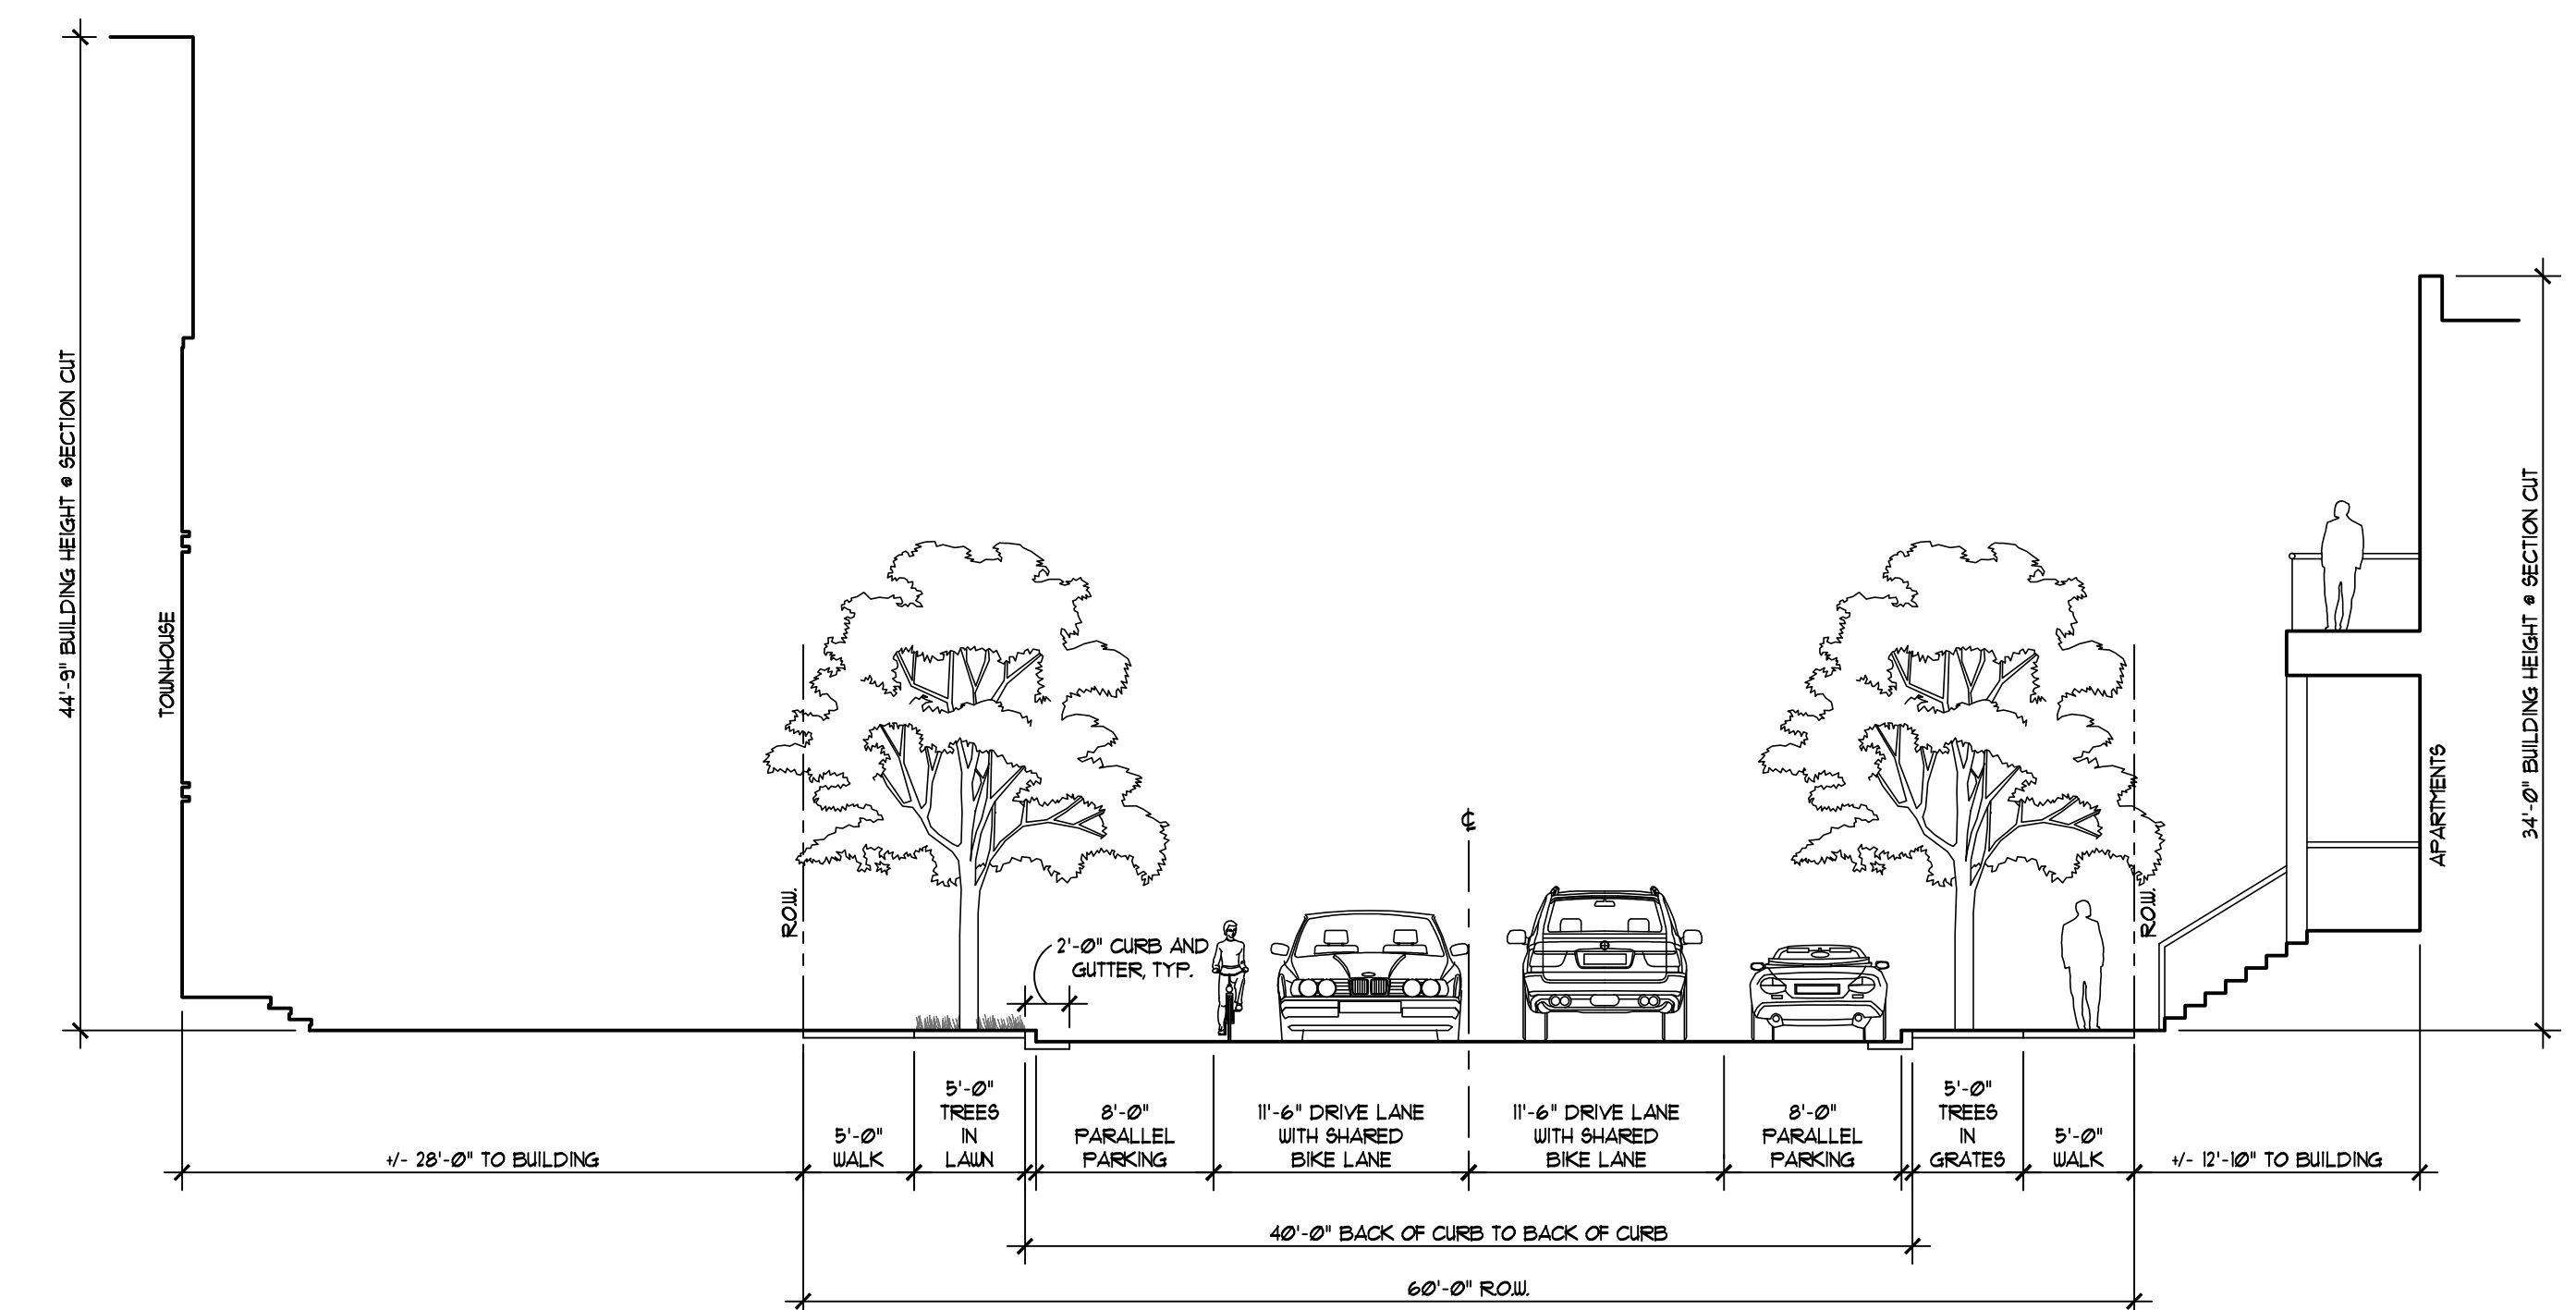 44'-9" BUILDING HEIGHT @ SECTION CUT
TOWNHOUSE
R.O.W.
2'-0" CURB AND
GUTTER, TYP.
℄
R.O.W.
APARTMENTS
34'-0" BUILDING HEIGHT @ SECTION CUT
+/- 28'-0" TO BUILDING
5'-0"
WALK
5'-0"
TREES
IN
LAWN
8'-0"
PARALLEL
PARKING
11'-6" DRIVE LANE
WITH SHARED
BIKE LANE
11'-6" DRIVE LANE
WITH SHARED
BIKE LANE
8'-0"
PARALLEL
PARKING
5'-0"
TREES
IN
GRATES
5'-0"
WALK
+/- 12'-10" TO BUILDING
40'-0" BACK OF CURB TO BACK OF CURB
60'-0" R.O.W.